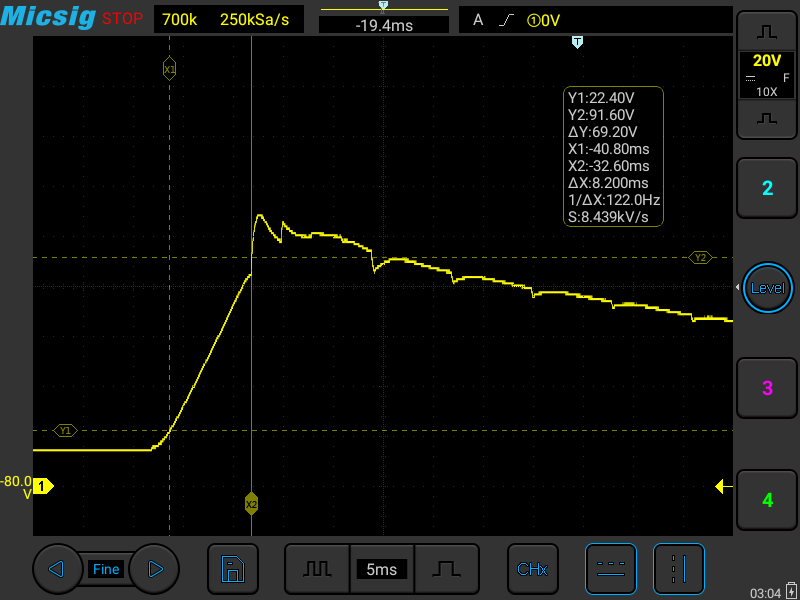 Micsig STOP 700k 250kSa/s -19.4ms A ①0V
T
X1
20V
F
10X
Y1:22.40V
Y2:91.60V
ΔY:69.20V
X1:-40.80ms
X2:-32.60ms
ΔX:8.200ms
1/ΔX:122.0Hz
S:8.439kV/s
2
Y2
Level
3
Y1
-80.0
V
1
X2
4
Fine 5ms CHx
03:04